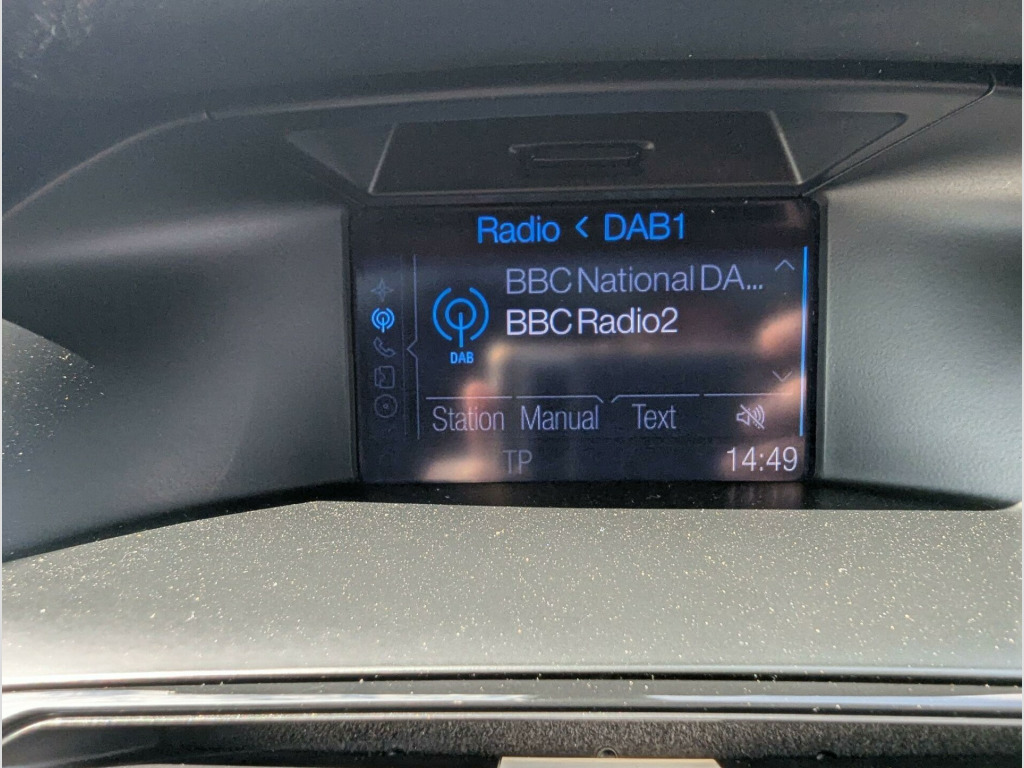 Radio < DAB1
BBC National DA...
BBC Radio2
DAB
Station Manual Text
TP 14:49